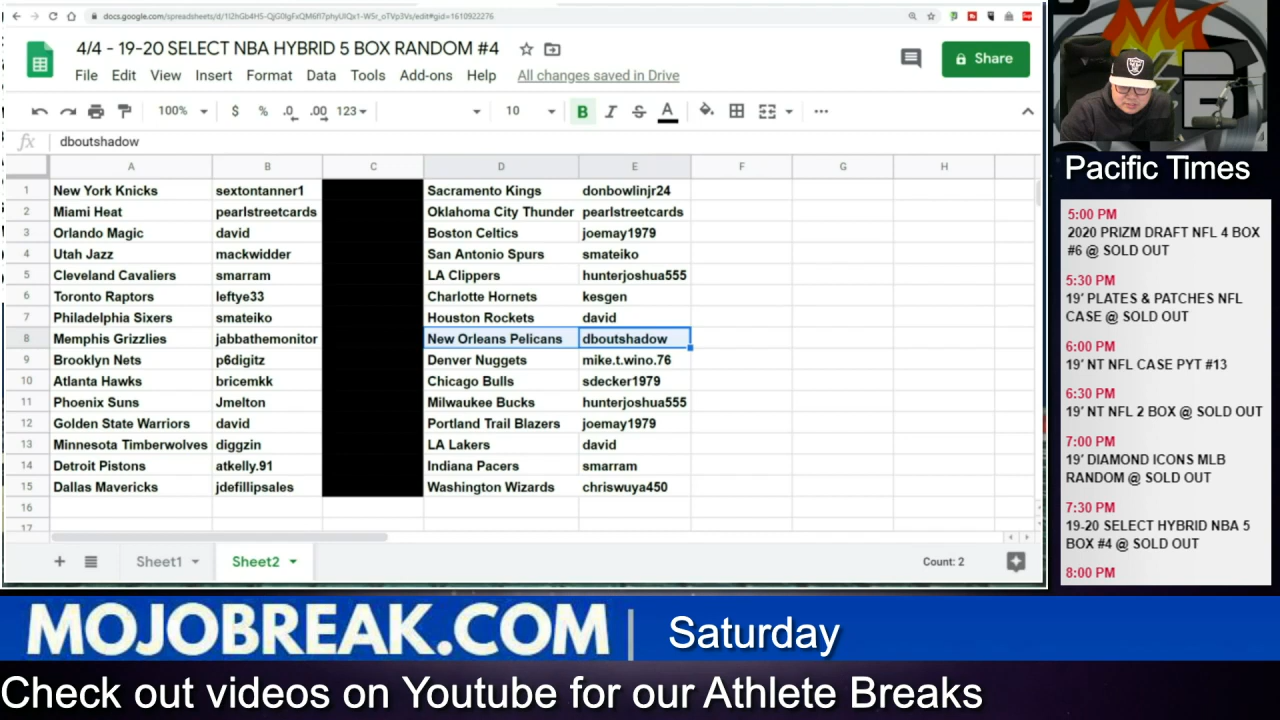 docs.google.com/spreadsheets/d/
4/4 - 19-20 SELECT NBA HYBRID 5 BOX RANDOM #4
File Edit View Insert Format Data Tools Add-ons Help All changes saved in Drive
Share
100% $ % .0 .00 123 10 B I S A
fx dboutshadow
A B C D E F G H
1 New York Knicks sextontanner1 Sacramento Kings donbowlinjr24
2 Miami Heat pearlstreetcards Oklahoma City Thunder pearlstreetcards
3 Orlando Magic david Boston Celtics joemay1979
4 Utah Jazz mackwidder San Antonio Spurs smateiko
5 Cleveland Cavaliers smarram LA Clippers hunterjoshua555
6 Toronto Raptors leftye33 Charlotte Hornets kesgen
7 Philadelphia Sixers smateiko Houston Rockets david
8 Memphis Grizzlies jabbathemonitor New Orleans Pelicans dboutshadow
9 Brooklyn Nets p6digitz Denver Nuggets mike.t.wino.76
10 Atlanta Hawks bricemkk Chicago Bulls sdecker1979
11 Phoenix Suns Jmelton Milwaukee Bucks hunterjoshua555
12 Golden State Warriors david Portland Trail Blazers joemay1979
13 Minnesota Timberwolves diggzin LA Lakers david
14 Detroit Pistons atkelly.91 Indiana Pacers smarram
15 Dallas Mavericks jdefillipsales Washington Wizards chriswuya450
16
17
Sheet1 Sheet2 Count: 2
Pacific Times
5:00 PM
2020 PRIZM DRAFT NFL 4 BOX
#6 @ SOLD OUT
5:30 PM
19' PLATES & PATCHES NFL
CASE @ SOLD OUT
6:00 PM
19' NT NFL CASE PYT #13
6:30 PM
19' NT NFL 2 BOX @ SOLD OUT
7:00 PM
19' DIAMOND ICONS MLB
RANDOM @ SOLD OUT
7:30 PM
19-20 SELECT HYBRID NBA 5
BOX #4 @ SOLD OUT
8:00 PM
MOJOBREAK.COM | Saturday
Check out videos on Youtube for our Athlete Breaks